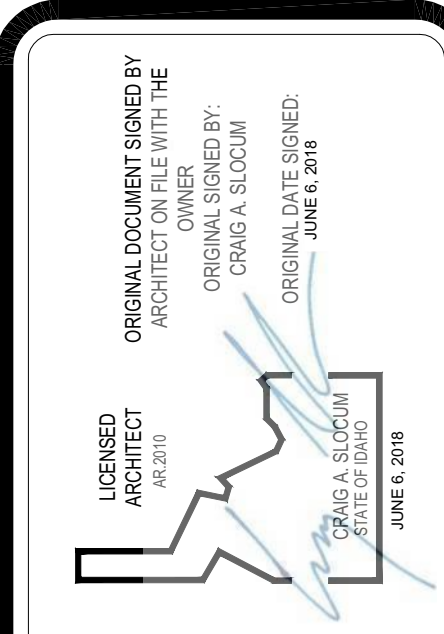 LICENSED
ARCHITECT
AR.2010
CRAIG A. SLOCUM
STATE OF IDAHO
JUNE 6, 2018
ORIGINAL DOCUMENT SIGNED BY
ARCHITECT ON FILE WITH THE
OWNER
ORIGINAL SIGNED BY:
CRAIG A. SLOCUM
ORIGINAL DATE SIGNED:
JUNE 6, 2018